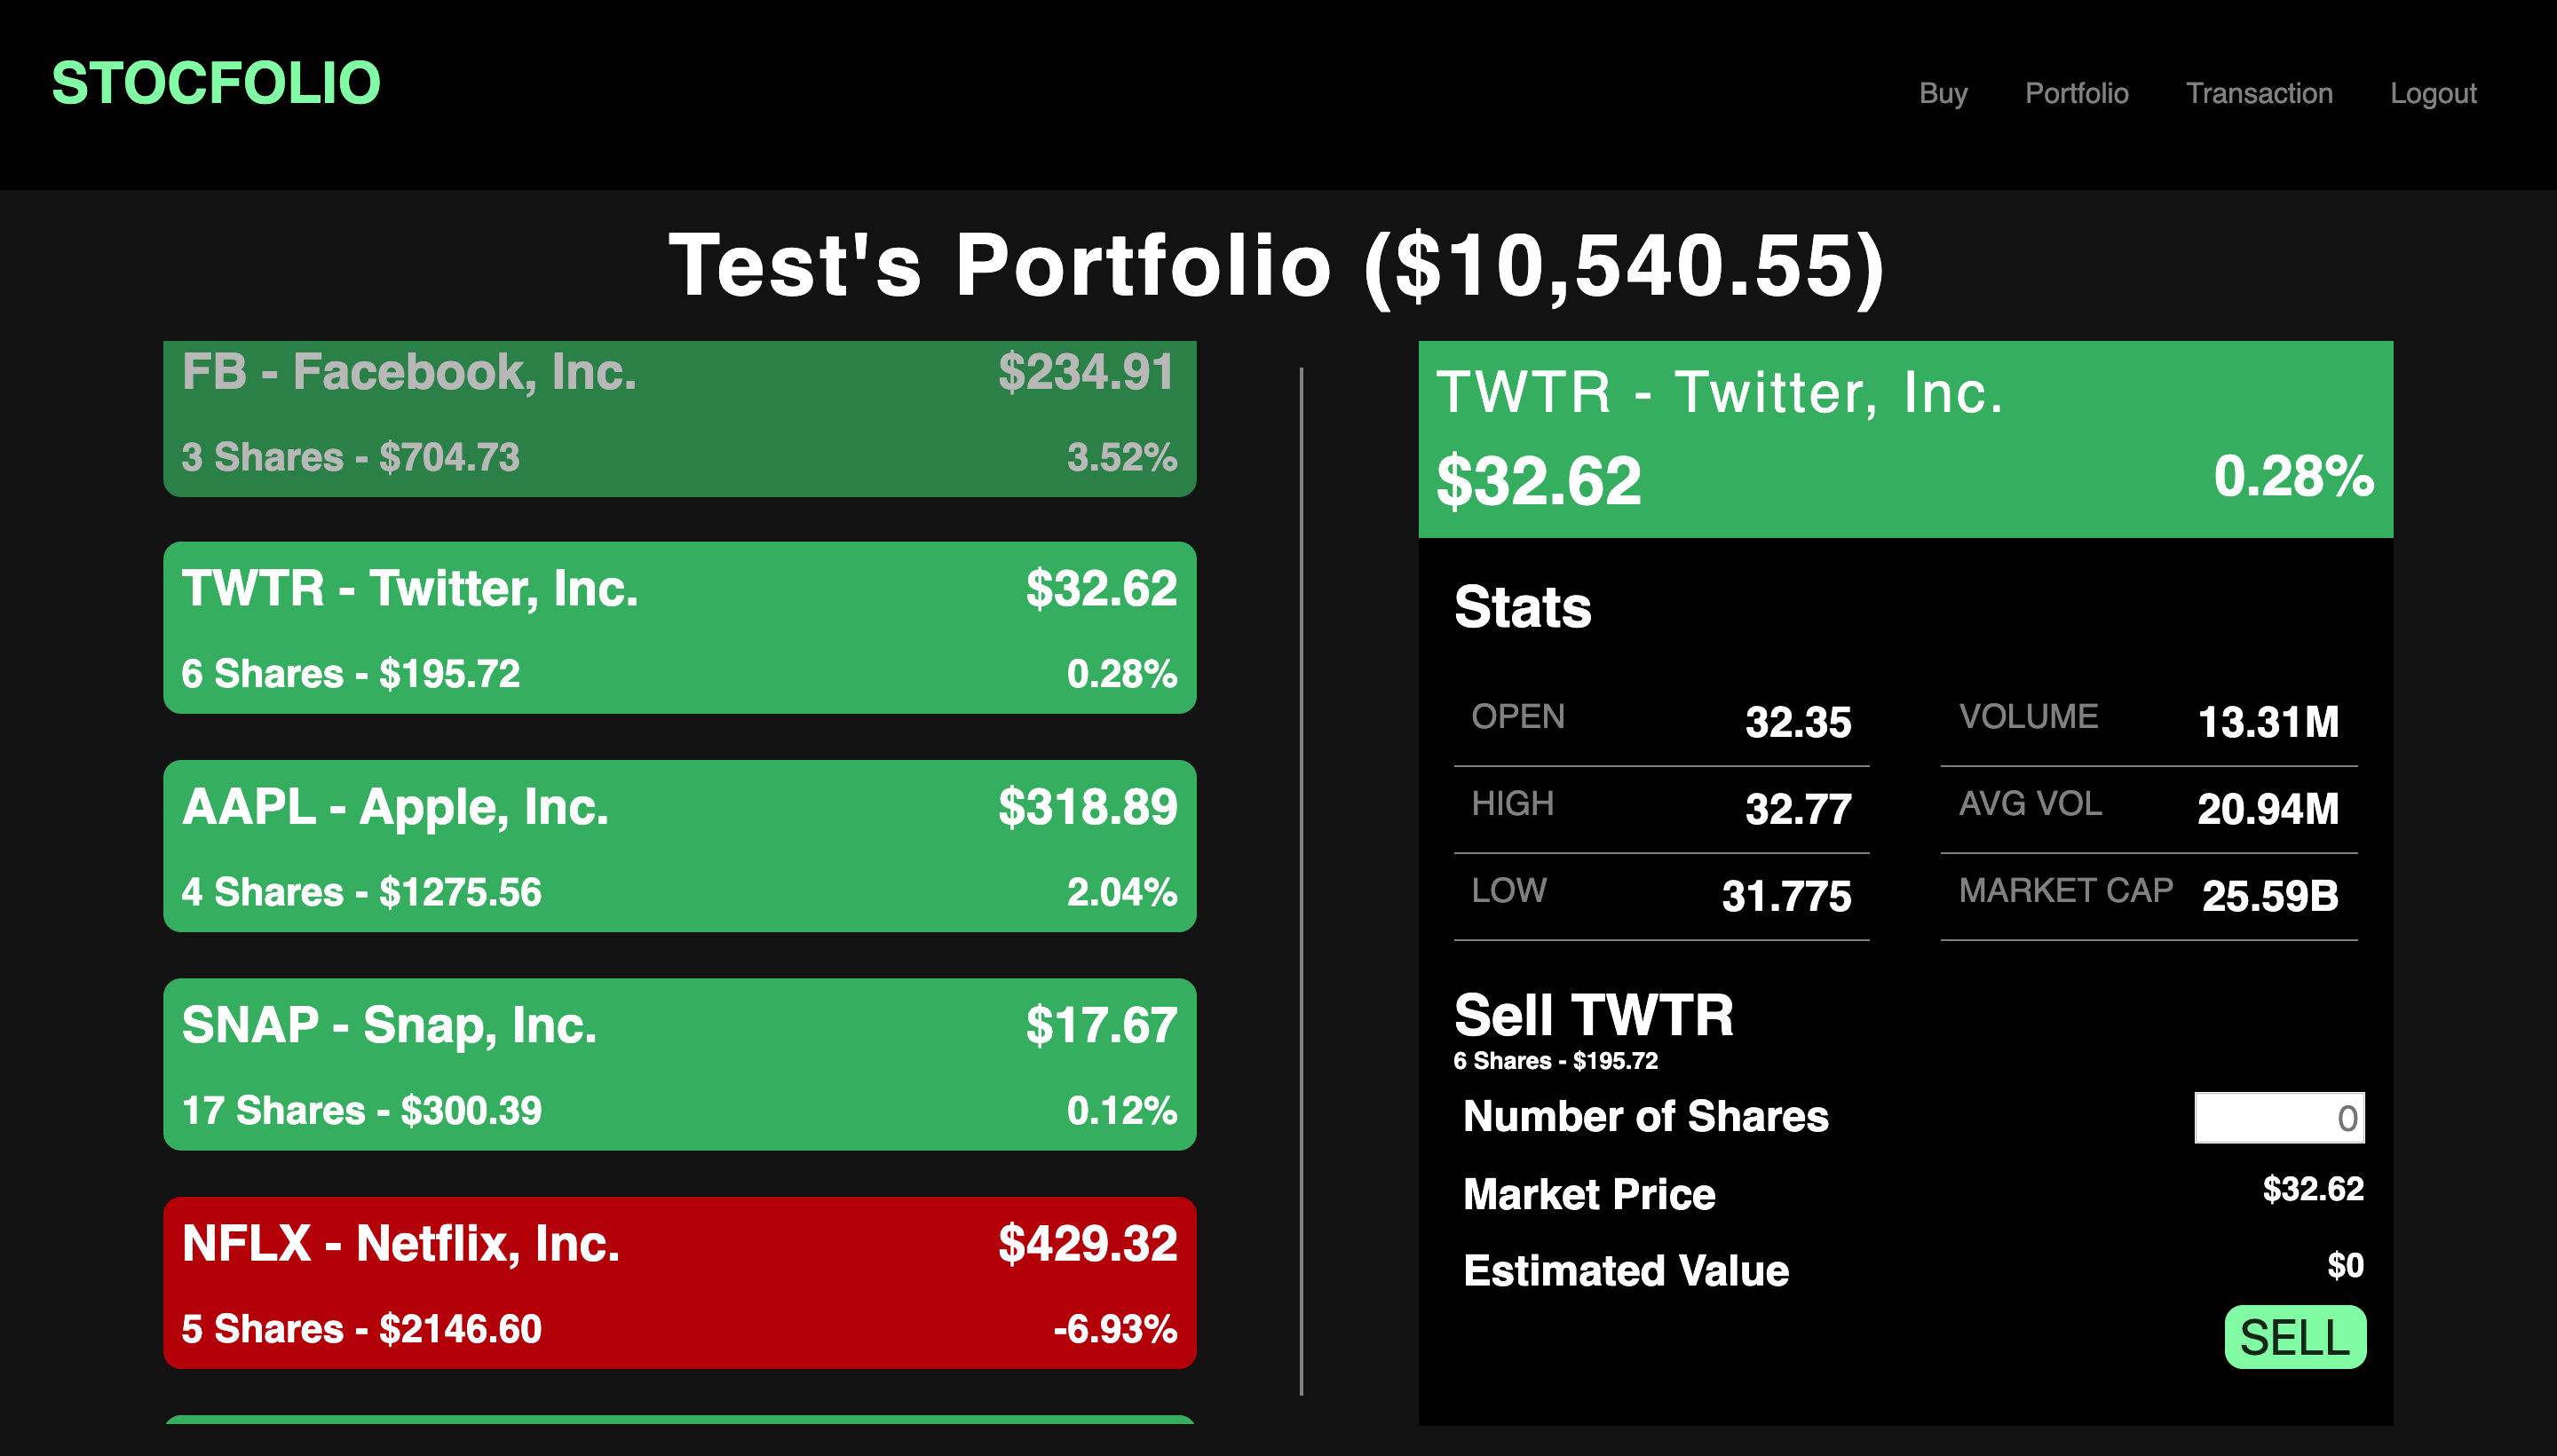 STOCFOLIO
Buy Portfolio Transaction Logout
Test's Portfolio ($10,540.55)
FB - Facebook, Inc. $234.91
3 Shares - $704.73 3.52%
TWTR - Twitter, Inc. $32.62
6 Shares - $195.72 0.28%
AAPL - Apple, Inc. $318.89
4 Shares - $1275.56 2.04%
SNAP - Snap, Inc. $17.67
17 Shares - $300.39 0.12%
NFLX - Netflix, Inc. $429.32
5 Shares - $2146.60 -6.93%
TWTR - Twitter, Inc.
$32.62 0.28%
Stats
OPEN 32.35 VOLUME 13.31M
HIGH 32.77 AVG VOL 20.94M
LOW 31.775 MARKET CAP 25.59B
Sell TWTR
6 Shares - $195.72
Number of Shares 0
Market Price $32.62
Estimated Value $0
SELL